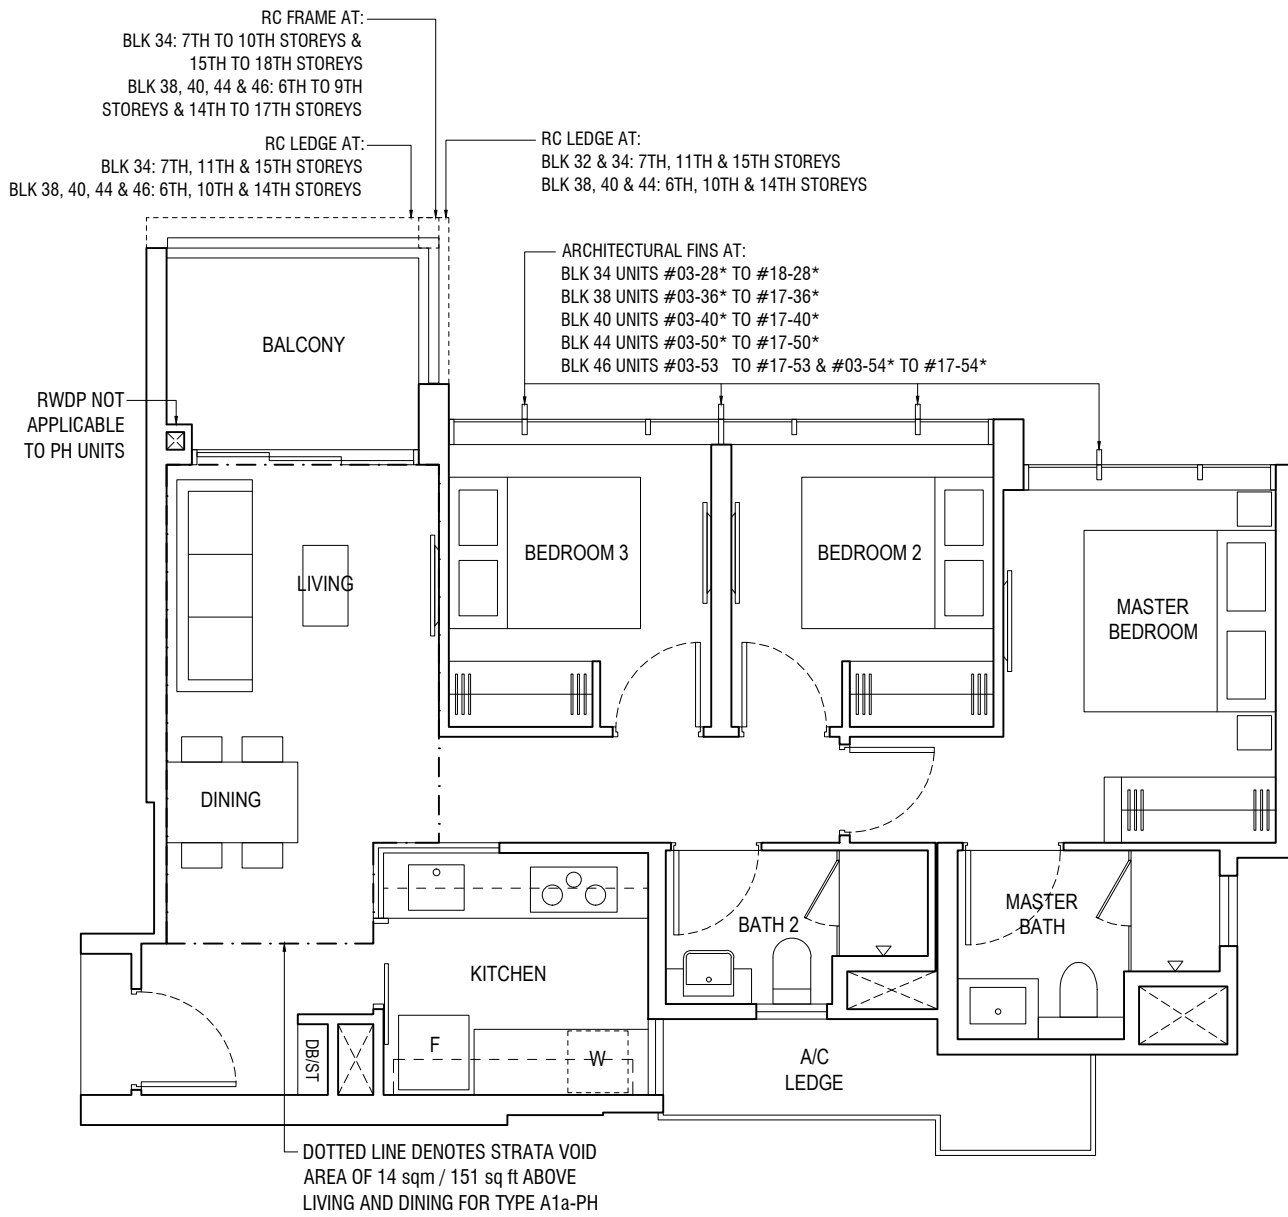 RC FRAME AT:
BLK 34: 7TH TO 10TH STOREYS &
15TH TO 18TH STOREYS
BLK 38, 40, 44 & 46: 6TH TO 9TH
STOREYS & 14TH TO 17TH STOREYS
RC LEDGE AT:
BLK 34: 7TH, 11TH & 15TH STOREYS
BLK 38, 40, 44 & 46: 6TH, 10TH & 14TH STOREYS
RC LEDGE AT:
BLK 32 & 34: 7TH, 11TH & 15TH STOREYS
BLK 38, 40 & 44: 6TH, 10TH & 14TH STOREYS
ARCHITECTURAL FINS AT:
BLK 34 UNITS #03-28* TO #18-28*
BLK 38 UNITS #03-36* TO #17-36*
BLK 40 UNITS #03-40* TO #17-40*
BLK 44 UNITS #03-50* TO #17-50*
BLK 46 UNITS #03-53 TO #17-53 & #03-54* TO #17-54*
BALCONY
RWDP NOT
APPLICABLE
TO PH UNITS
LIVING
BEDROOM 3
BEDROOM 2
MASTER
BEDROOM
DINING
KITCHEN
BATH 2
MASTER
BATH
DB/ST
F
W
A/C
LEDGE
DOTTED LINE DENOTES STRATA VOID
AREA OF 14 sqm / 151 sq ft ABOVE
LIVING AND DINING FOR TYPE A1a-PH